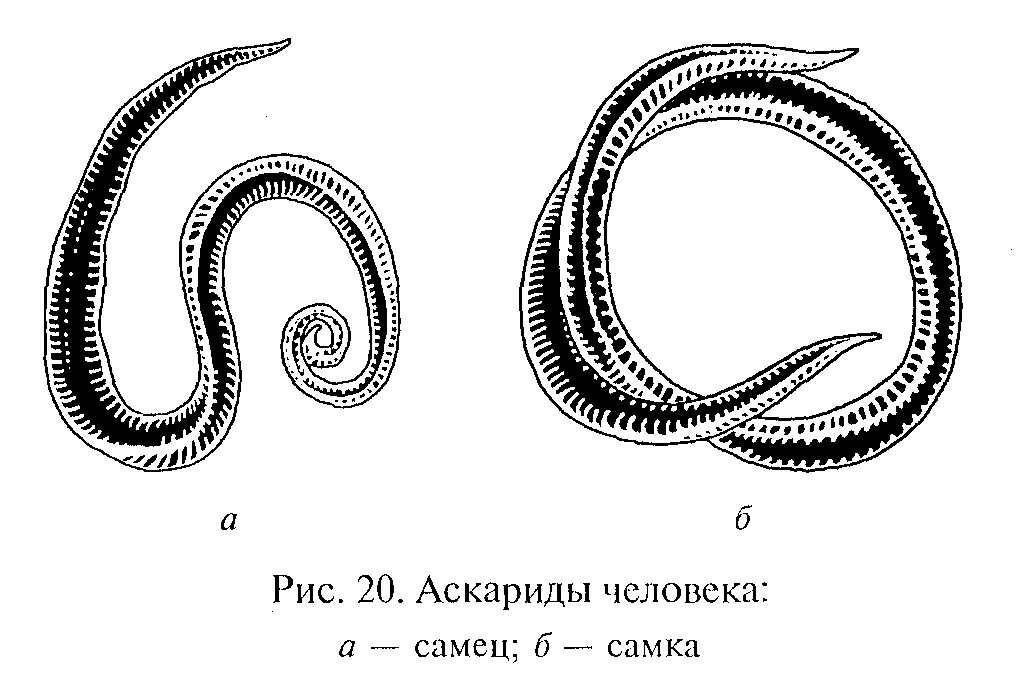 а б
Рис. 20. Аскариды человека:
а — самец; б — самка